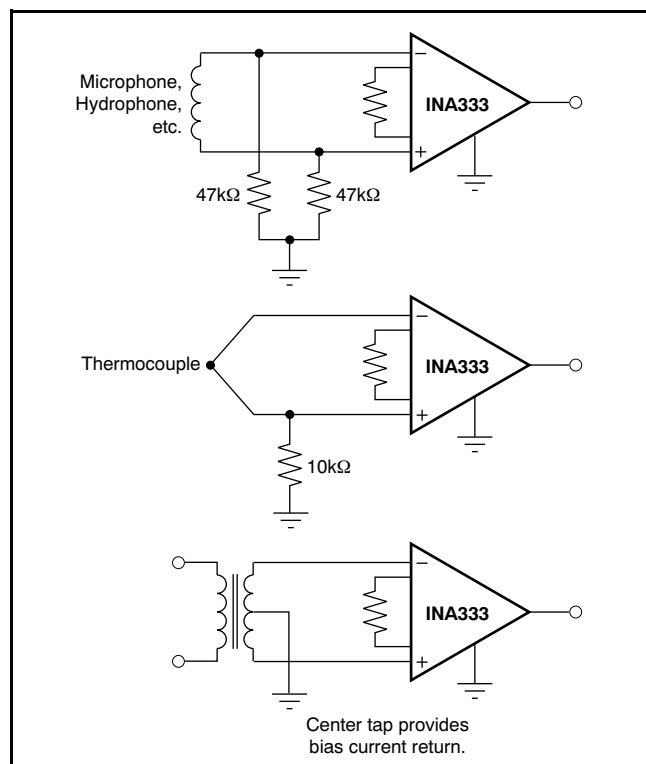 Microphone,
Hydrophone,
etc.
−
INA333
+
47kΩ
47kΩ
−
Thermocouple
INA333
+
10kΩ
−
INA333
+
Center tap provides
bias current return.